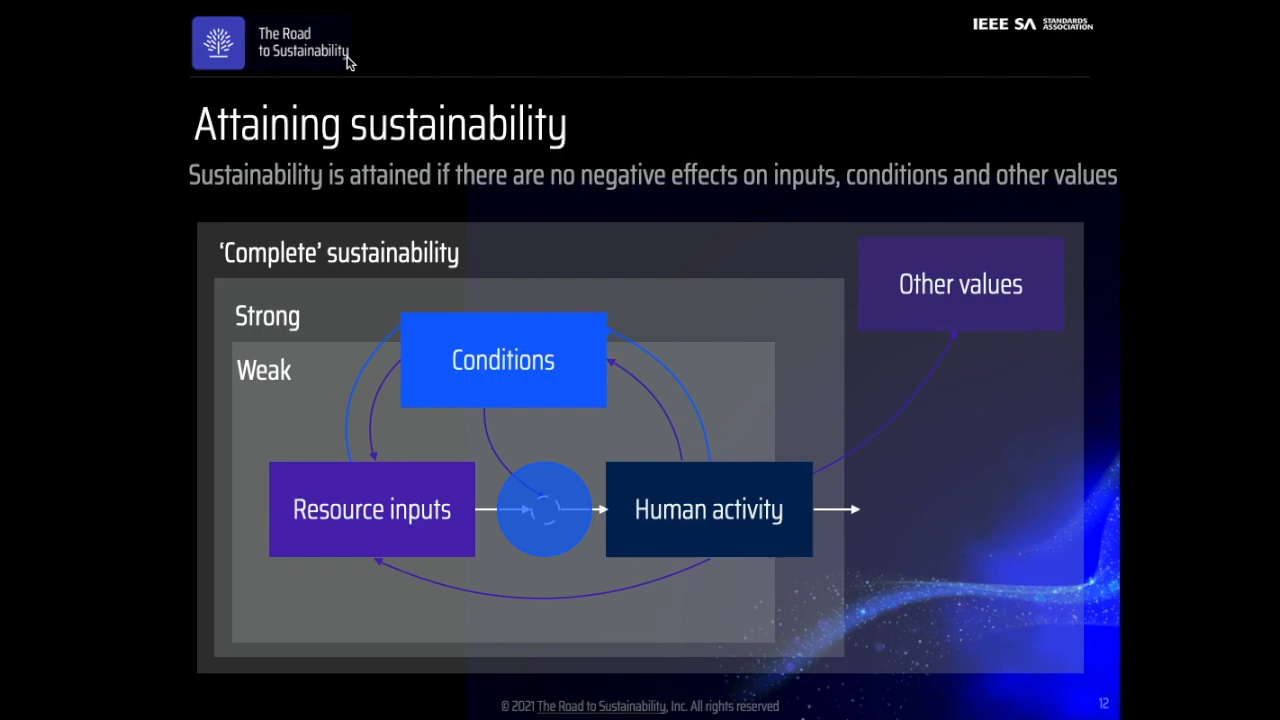 The Road
to Sustainability
IEEE SA STANDARDS
ASSOCIATION
Attaining sustainability
Sustainability is attained if there are no negative effects on inputs, conditions and other values
‘Complete’ sustainability
Other values
Strong
Conditions
Weak
Resource inputs
Human activity
© 2021 The Road to Sustainability, Inc. All rights reserved
12